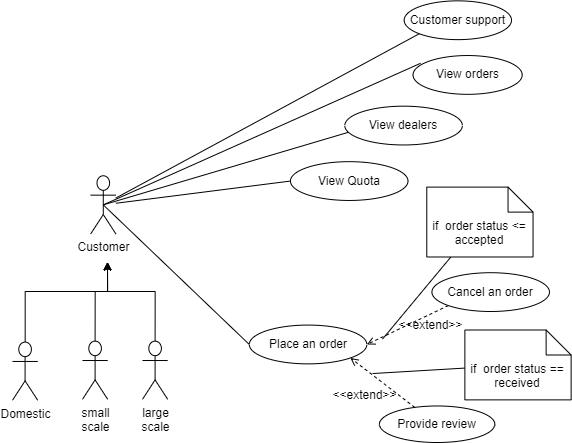 Customer support
View orders
View dealers
View Quota
if order status <=
accepted
Customer
Cancel an order
<<extend>>
Place an order
if order status ==
received
<<extend>>
Domestic
small
scale
large
scale
Provide review